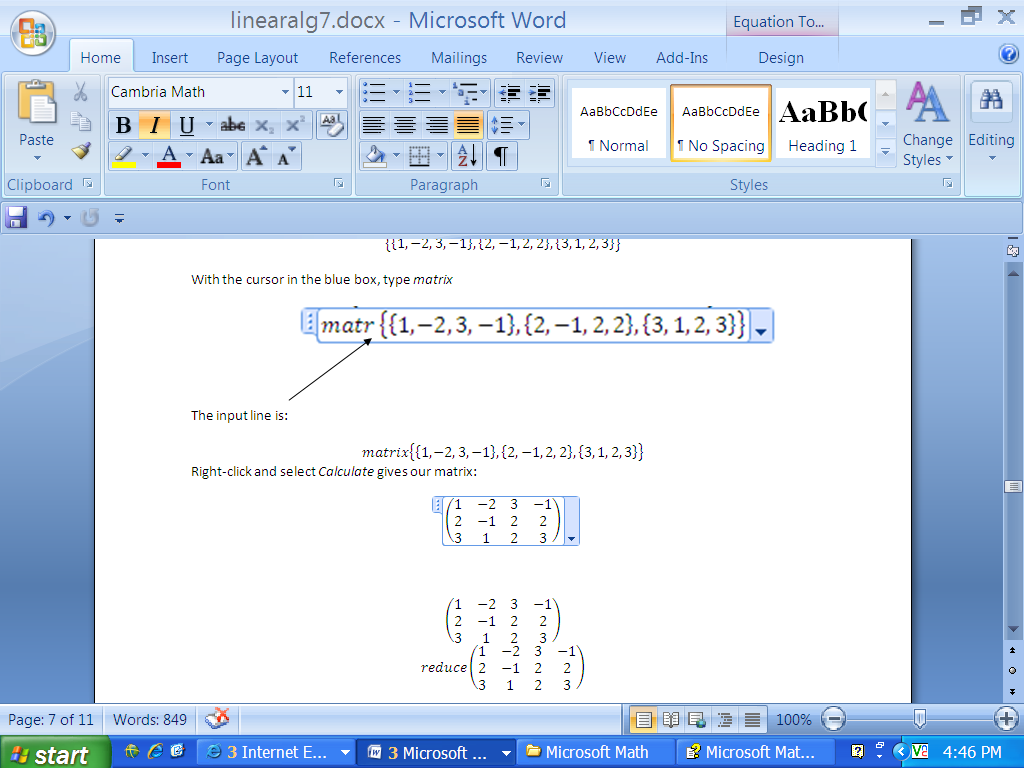 linearalg7.docx - Microsoft Word
Equation To...
Home Insert Page Layout References Mailings Review View Add-Ins Design
Cambria Math 11
AaBbCcDdEe AaBbCcDdEe AaBb(
Paste
B I U abe X₂ X² Aa
¶ Normal ¶ No Spacing Heading 1
Change Styles
Editing
Aa A A A
Clipboard Font Paragraph Styles
{{1, −2, 3, −1}, {2, −1, 2, 2}, {3, 1, 2, 3}}
With the cursor in the blue box, type matrix
matr {{1, −2, 3, −1}, {2, −1, 2, 2}, {3, 1, 2, 3}}
The input line is:
matrix{{1, −2, 3, −1}, {2, −1, 2, 2}, {3, 1, 2, 3}}
Right-click and select Calculate gives our matrix:
1 −2 3 −1
2 −1 2 2
3 1 2 3
1 −2 3 −1
2 −1 2 2
3 1 2 3
1 −2 3 −1
reduce 2 −1 2 2
3 1 2 3
Page: 7 of 11 Words: 849 100%
start 3 Internet E... 3 Microsoft ... Microsoft Math Microsoft Mat... 4:46 PM